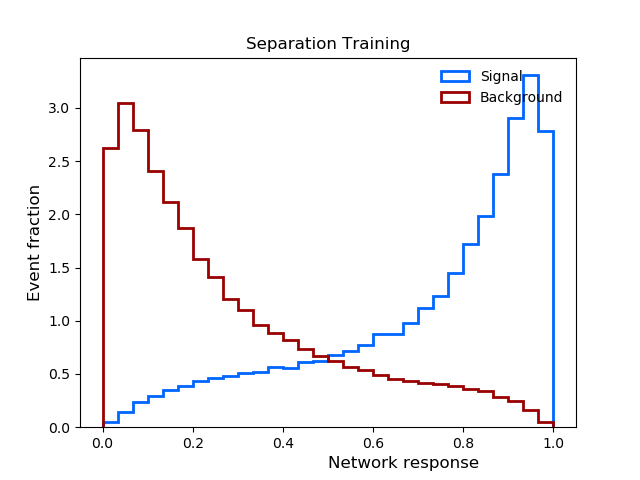 Separation Training
Signal
Background
Event fraction
3.0
2.5
2.0
1.5
1.0
0.5
0.0
0.0 0.2 0.4 0.6 0.8 1.0
Network response